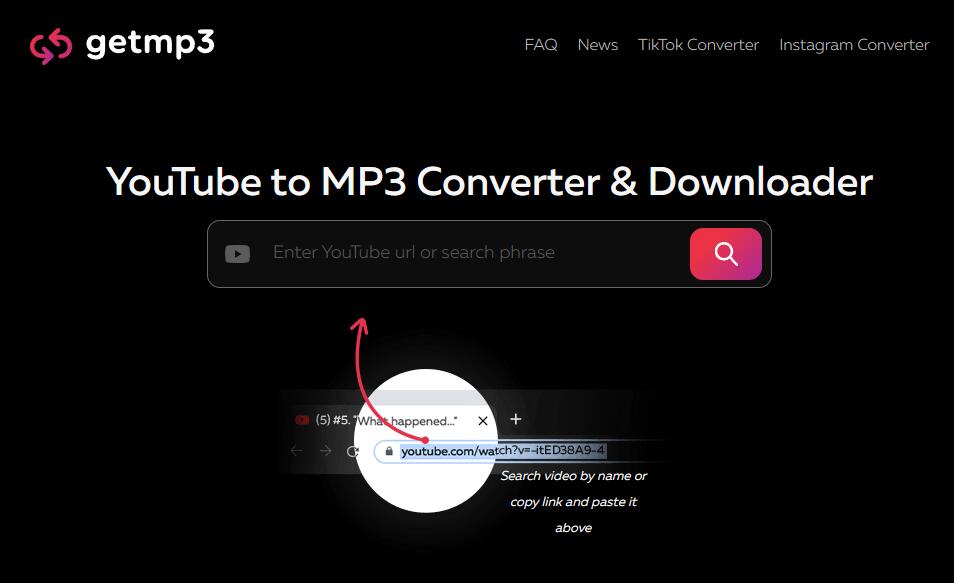 getmp3
FAQ News TikTok Converter Instagram Converter
YouTube to MP3 Converter & Downloader
Enter YouTube url or search phrase
(5) #5. "What happened..."
youtube.com/watch?v=-itED38A9-4
Search video by name or
copy link and paste it
above